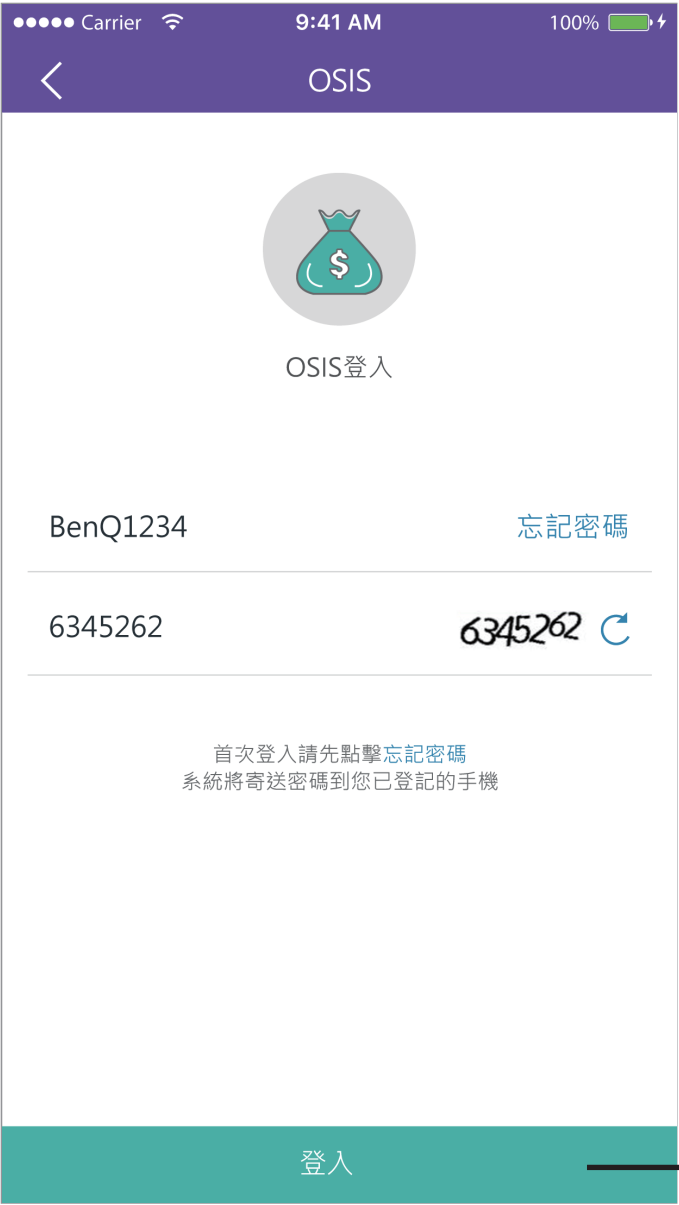 Carrier 9:41 AM 100%
OSIS
$
OSIS登入
BenQ1234 忘記密碼
6345262 6345262
首次登入請先點擊忘記密碼
系統將寄送密碼到您已登記的手機
登入